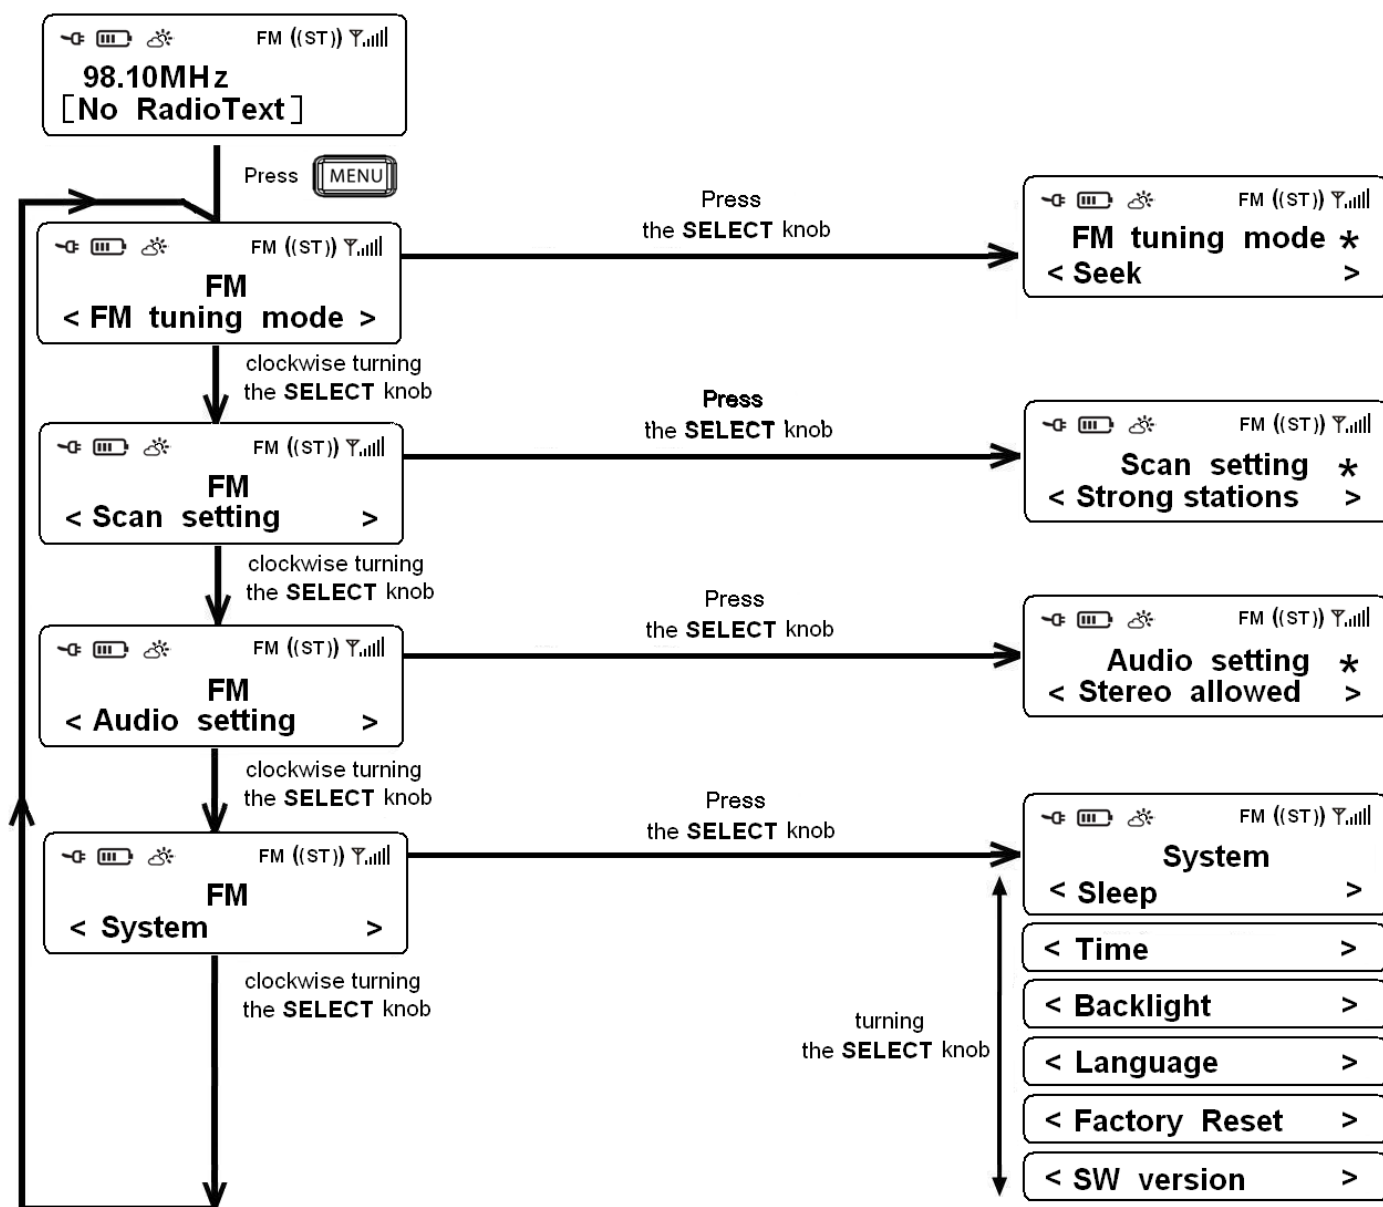 FM ((ST))
98.10MHz
[No RadioText]
Press MENU
FM ((ST))
FM
< FM tuning mode >
Press
the SELECT knob
FM ((ST))
FM tuning mode *
< Seek >
clockwise turning
the SELECT knob
FM ((ST))
FM
< Scan setting >
Press
the SELECT knob
FM ((ST))
Scan setting *
< Strong stations >
clockwise turning
the SELECT knob
FM ((ST))
FM
< Audio setting >
Press
the SELECT knob
FM ((ST))
Audio setting *
< Stereo allowed >
clockwise turning
the SELECT knob
FM ((ST))
FM
< System >
Press
the SELECT knob
FM ((ST))
System
< Sleep >
clockwise turning
the SELECT knob
turning
the SELECT knob
< Time >
< Backlight >
< Language >
< Factory Reset >
< SW version >